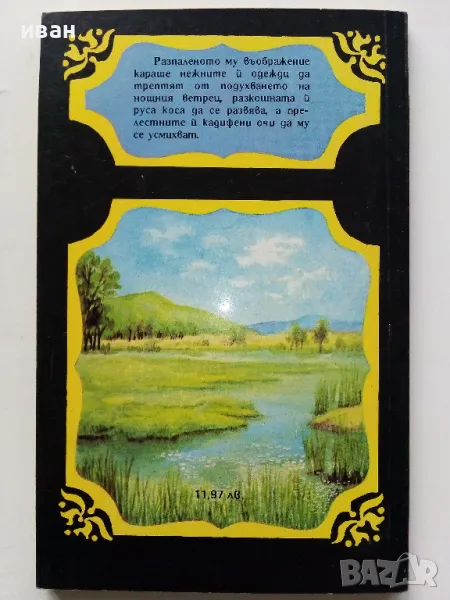 иван
Разпаленото му въображение
караше нежните й одежди да
трептят от подухването на
нощния ветрец, разкошната й
руса коса да се развява, а пре-
лестните й кадифени очи да му
се усмихват.
11,97 лв.
BAZAR